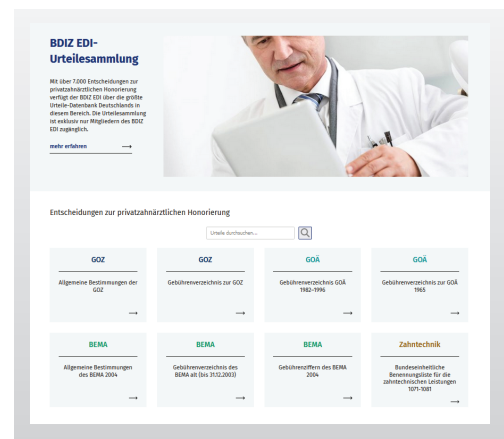 BDIZ EDI-
Urteilesammlung
Mit über 7.000 Entscheidungen zur
privatzahnärztlichen Honorierung
verfügt der BDIZ EDI über die größte
Urteile-Datenbank Deutschlands in
diesem Bereich. Die Urteilesammlung
ist exklusiv nur Mitgliedern des BDIZ
EDI zugänglich.
mehr erfahren
Entscheidungen zur privatzahnärztlichen Honorierung
Urteile durchsuchen...
GOZ
Allgemeine Bestimmungen der
GOZ
GOZ
Gebührenverzeichnis zur GOZ
GOÄ
Gebührenverzeichnis GOÄ
1982-1996
GOÄ
Gebührenverzeichnis zur GOÄ
1965
BEMA
Allgemeine Bestimmungen
des BEMA 2004
BEMA
Gebührenverzeichnis des
BEMA alt (bis 31.12.2003)
BEMA
Gebührenziffern des BEMA
2004
Zahntechnik
Bundeseinheitliche
Benennungsliste für die
zahntechnischen Leistungen
1071-1081